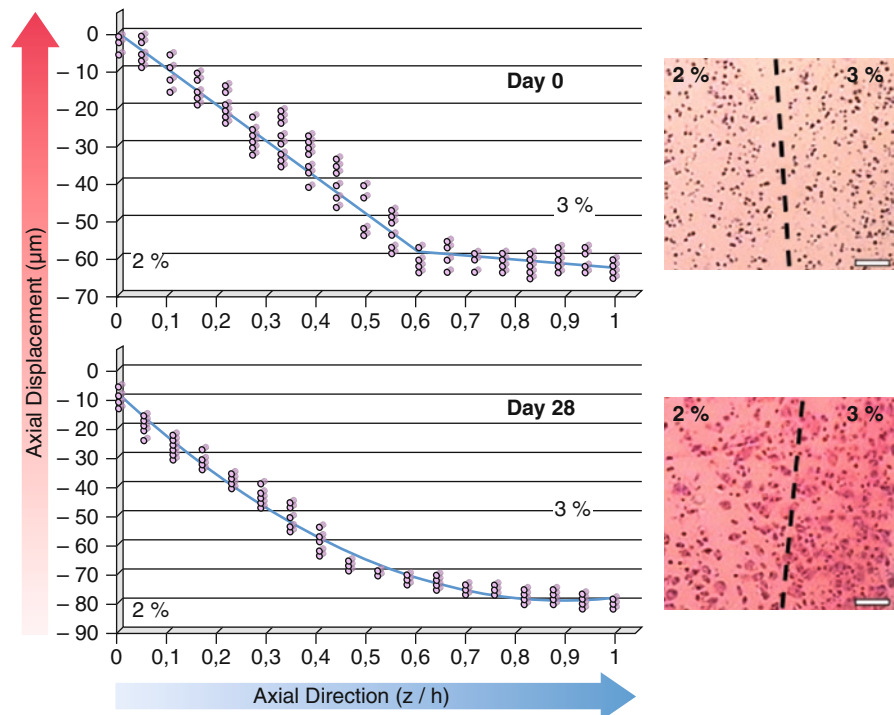 Axial Displacement (µm)
0
– 10
– 20
– 30
– 40
– 50
– 60
– 70
Day 0
3 %
2 %
0 0,1 0,2 0,3 0,4 0,5 0,6 0,7 0,8 0,9 1
2 % 3 %
0
– 10
– 20
– 30
– 40
– 50
– 60
– 70
– 80
– 90
Day 28
3 %
2 %
0 0,1 0,2 0,3 0,4 0,5 0,6 0,7 0,8 0,9 1
2 % 3 %
Axial Direction (z / h)